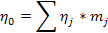 η₀ = ∑ ηⱼ * mⱼ